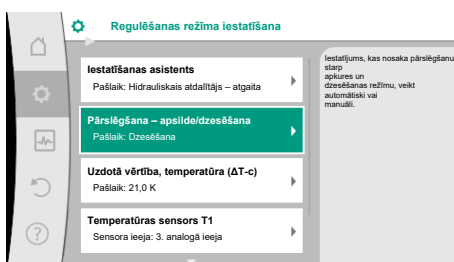 Regulēšanas režīma iestatīšana
Iestatīšanas asistents
Pašlaik: Hidrauliskais atdalītājs – atgaita
Pārslēgšana – apsilde/dzesēšana
Pašlaik: Dzesēšana
Uzdotā vērtība, temperatūra (ΔT-c)
Pašlaik: 21,0 K
Temperatūras sensors T1
Sensora ieeja: 3. analogā ieeja
Iestatījums, kas nosaka pārslēgšanu
starp
apkures un
dzesēšanas režīmu, veikt
automātiski vai
manuāli.